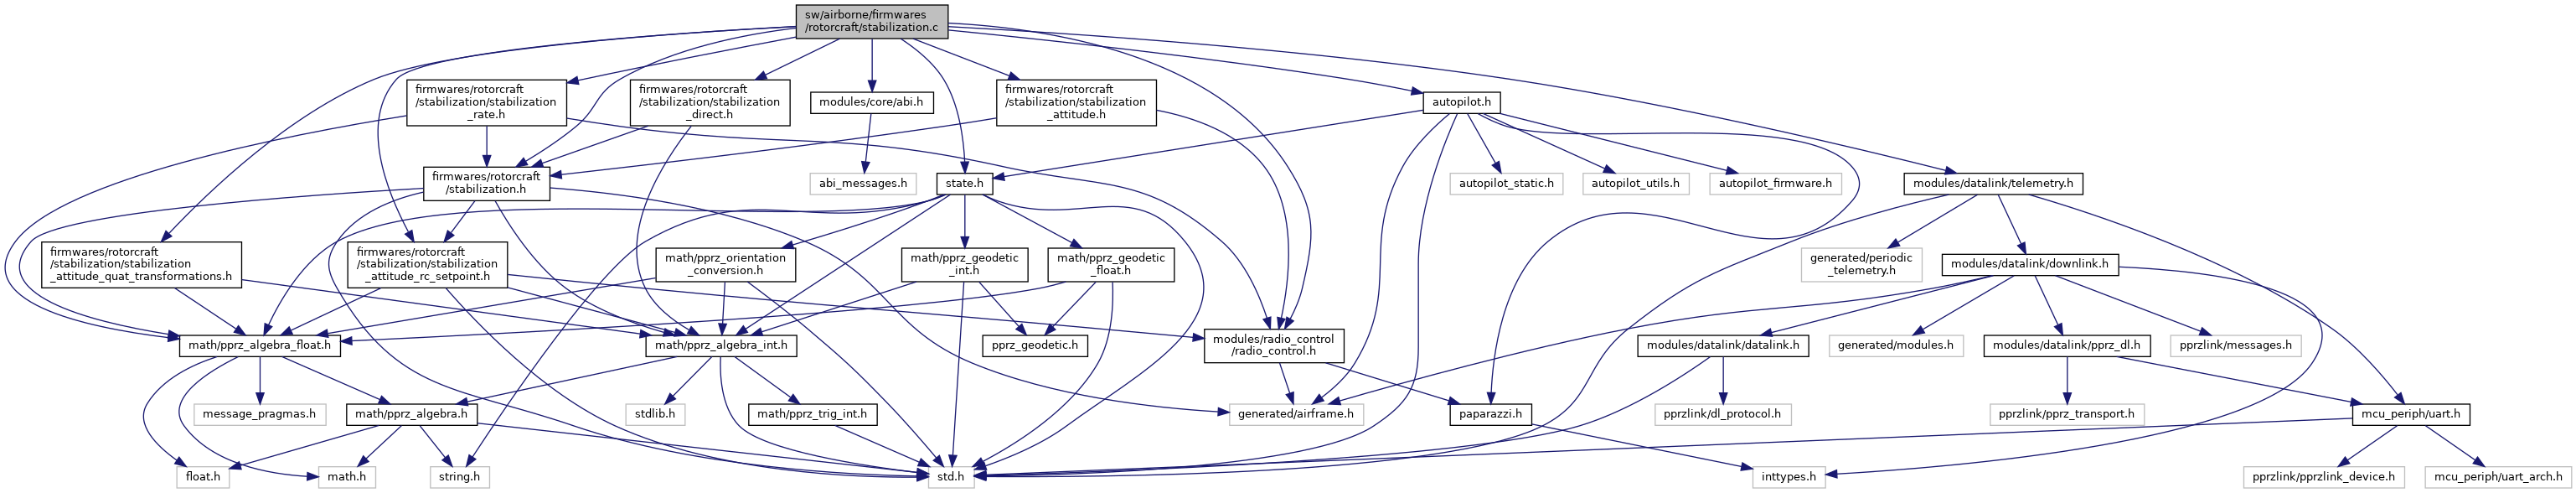 sw/airborne/firmwares
/rotorcraft/stabilization.c
firmwares/rotorcraft
/stabilization/stabilization
_rate.h
firmwares/rotorcraft
/stabilization/stabilization
_direct.h
modules/core/abi.h
firmwares/rotorcraft
/stabilization/stabilization
_attitude.h
autopilot.h
firmwares/rotorcraft
/stabilization.h
abi_messages.h
state.h
autopilot_static.h
autopilot_utils.h
autopilot_firmware.h
modules/datalink/telemetry.h
firmwares/rotorcraft
/stabilization/stabilization
_attitude_quat_transformations.h
firmwares/rotorcraft
/stabilization/stabilization
_attitude_rc_setpoint.h
math/pprz_orientation
_conversion.h
math/pprz_geodetic
_int.h
math/pprz_geodetic
_float.h
generated/periodic
_telemetry.h
modules/datalink/downlink.h
math/pprz_algebra_float.h
math/pprz_algebra_int.h
pprz_geodetic.h
modules/radio_control
/radio_control.h
modules/datalink/datalink.h
generated/modules.h
modules/datalink/pprz_dl.h
pprzlink/messages.h
message_pragmas.h
math/pprz_algebra.h
stdlib.h
math/pprz_trig_int.h
generated/airframe.h
paparazzi.h
pprzlink/dl_protocol.h
pprzlink/pprz_transport.h
mcu_periph/uart.h
float.h
math.h
string.h
std.h
inttypes.h
pprzlink/pprzlink_device.h
mcu_periph/uart_arch.h